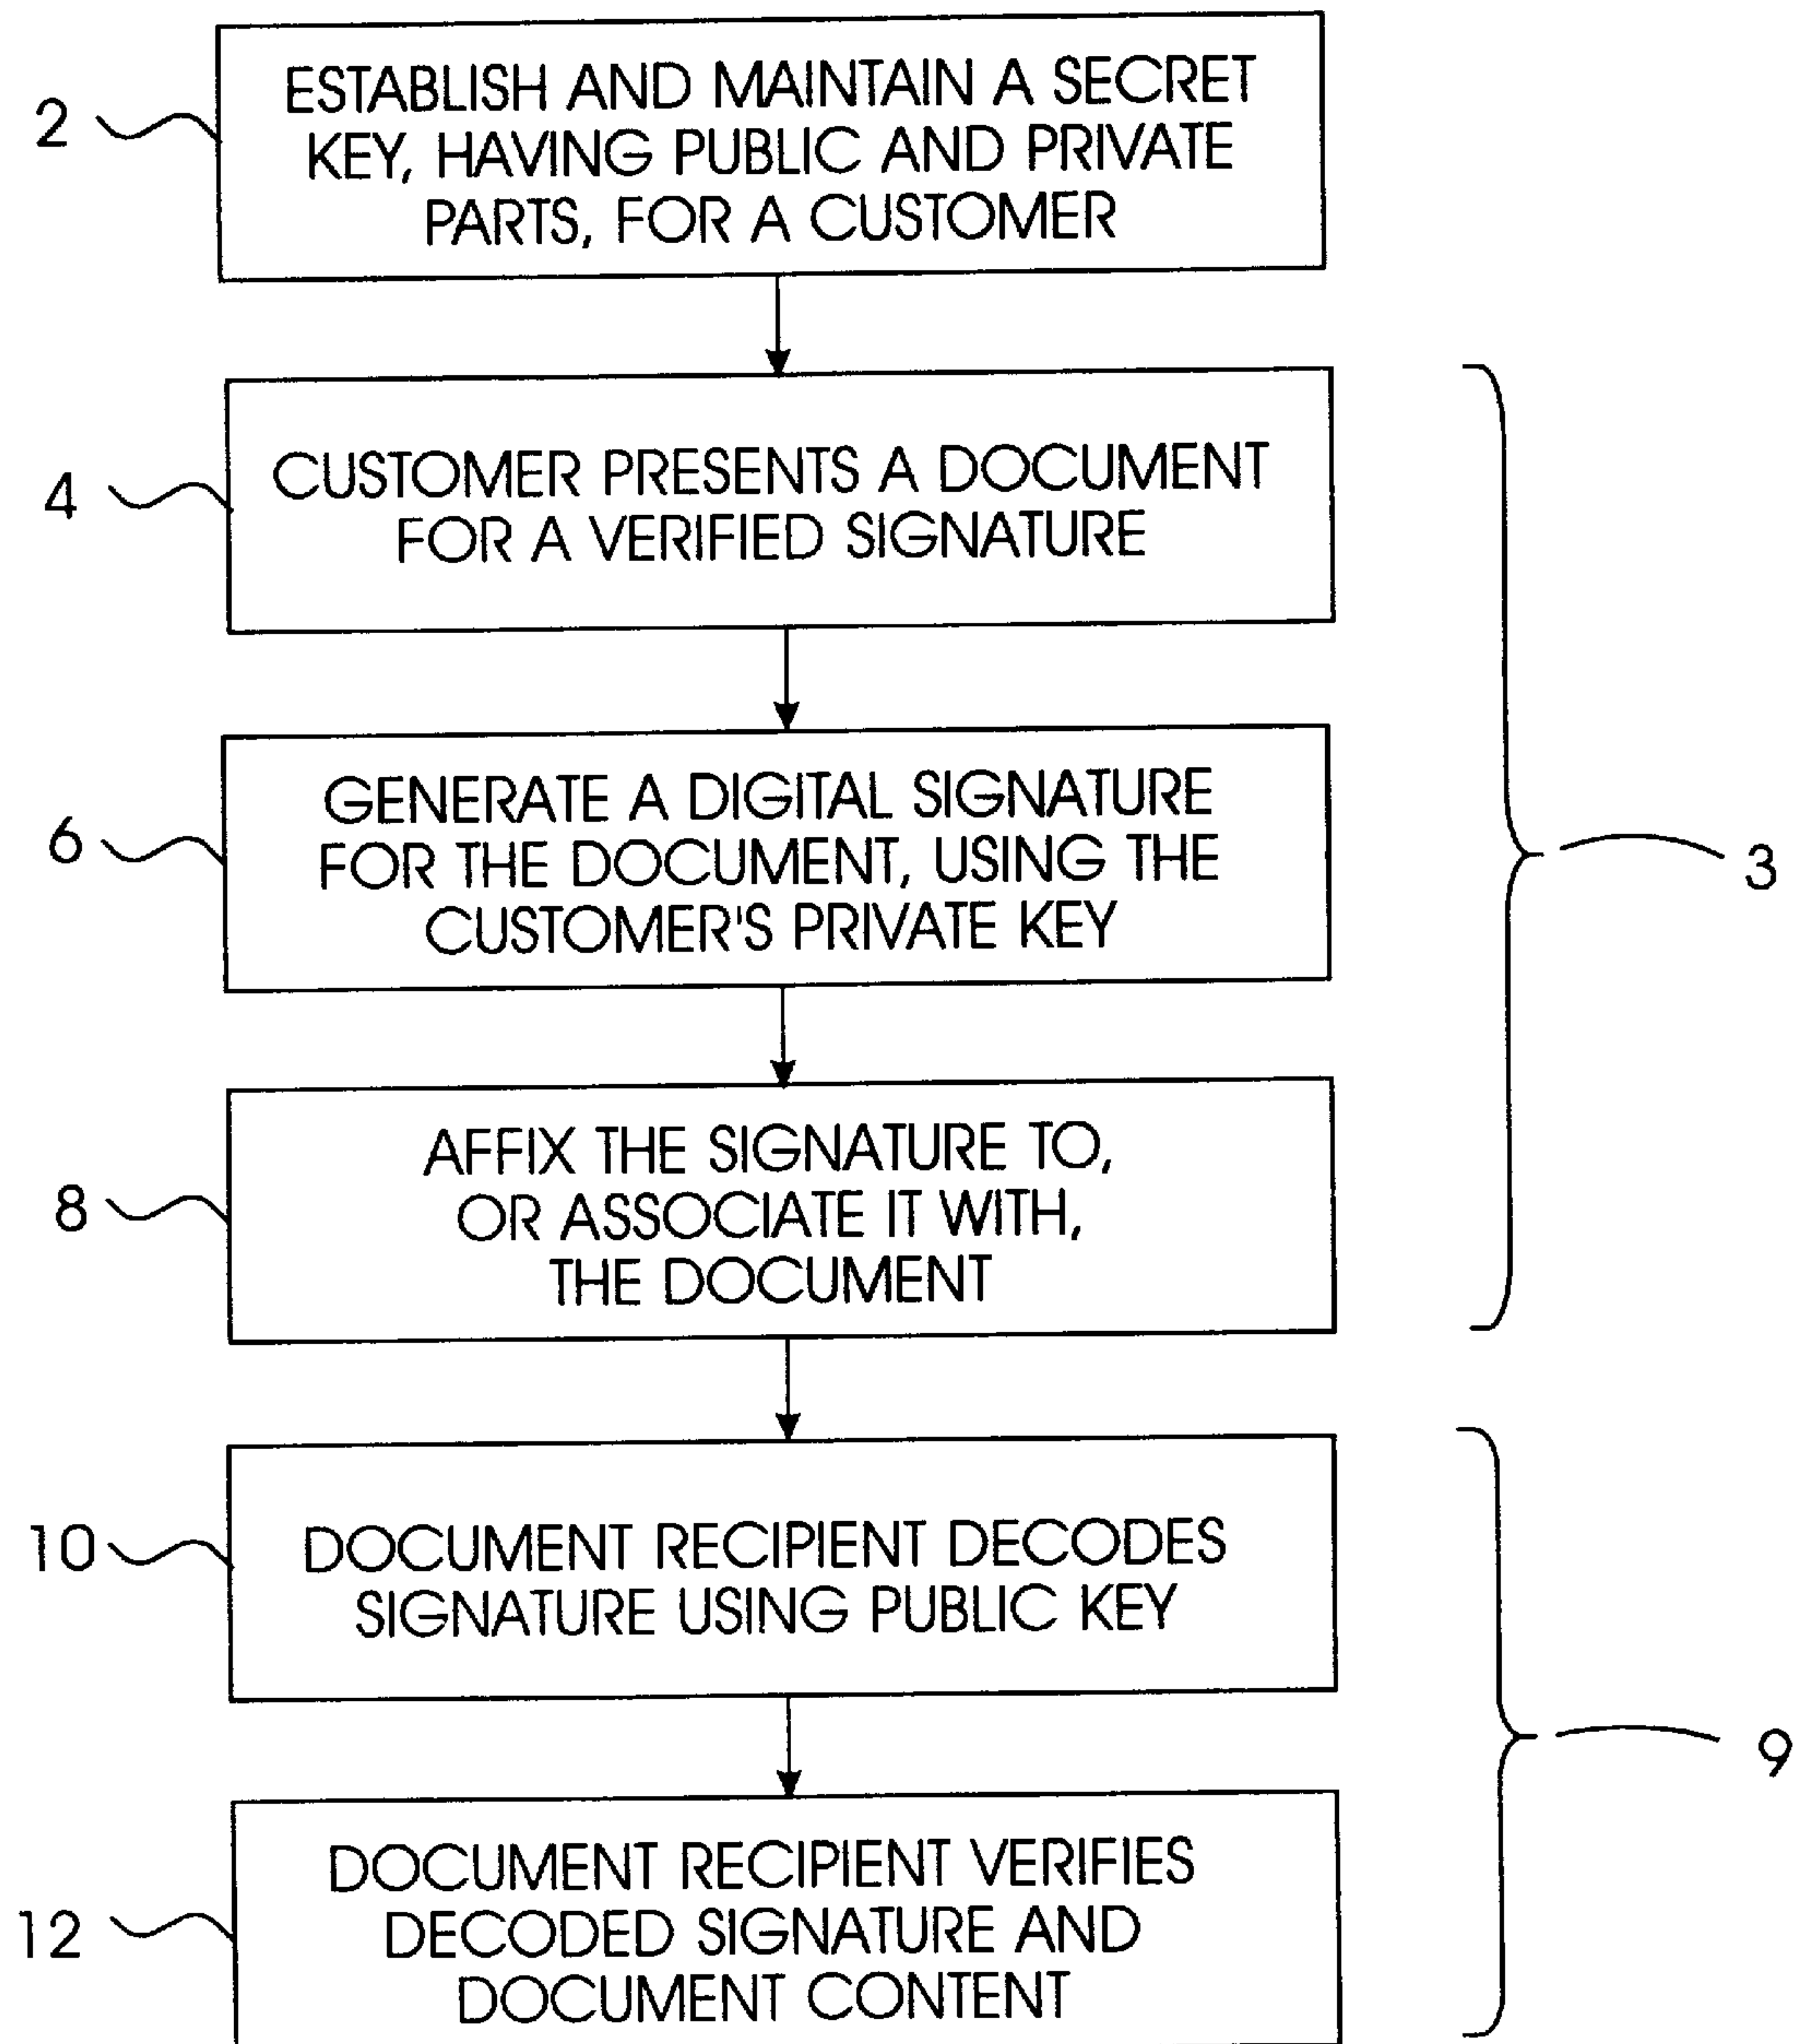 2
ESTABLISH AND MAINTAIN A SECRET
KEY, HAVING PUBLIC AND PRIVATE
PARTS, FOR A CUSTOMER
4
CUSTOMER PRESENTS A DOCUMENT
FOR A VERIFIED SIGNATURE
6
GENERATE A DIGITAL SIGNATURE
FOR THE DOCUMENT, USING THE
CUSTOMER'S PRIVATE KEY
3
8
AFFIX THE SIGNATURE TO,
OR ASSOCIATE IT WITH,
THE DOCUMENT
10
DOCUMENT RECIPIENT DECODES
SIGNATURE USING PUBLIC KEY
9
12
DOCUMENT RECIPIENT VERIFIES
DECODED SIGNATURE AND
DOCUMENT CONTENT